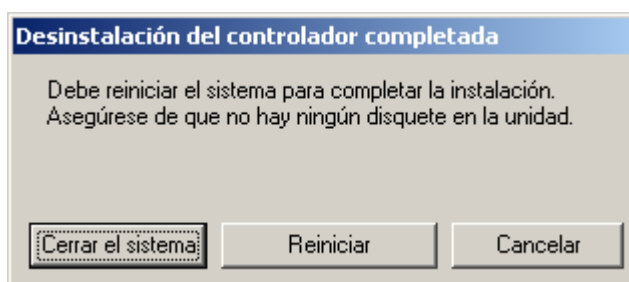 Desinstalación del controlador completada
Debe reiniciar el sistema para completar la instalación.
Asegúrese de que no hay ningún disquete en la unidad.
Cerrar el sistema
Reiniciar
Cancelar